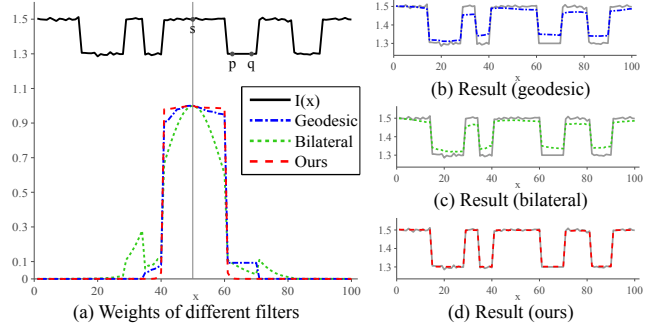 1.5
1.3
1.1
0.9
0.7
0.5
0.3
0.1
0
s
p q
I(x)
Geodesic
Bilateral
Ours
0 20 40 60 80 100
x
(a) Weights of different filters
1.5
1.4
1.3
0 20 40 60 80 100
x
(b) Result (geodesic)
1.5
1.4
1.3
0 20 40 60 80 100
x
(c) Result (bilateral)
1.5
1.4
1.3
0 20 40 60 80 100
x
(d) Result (ours)